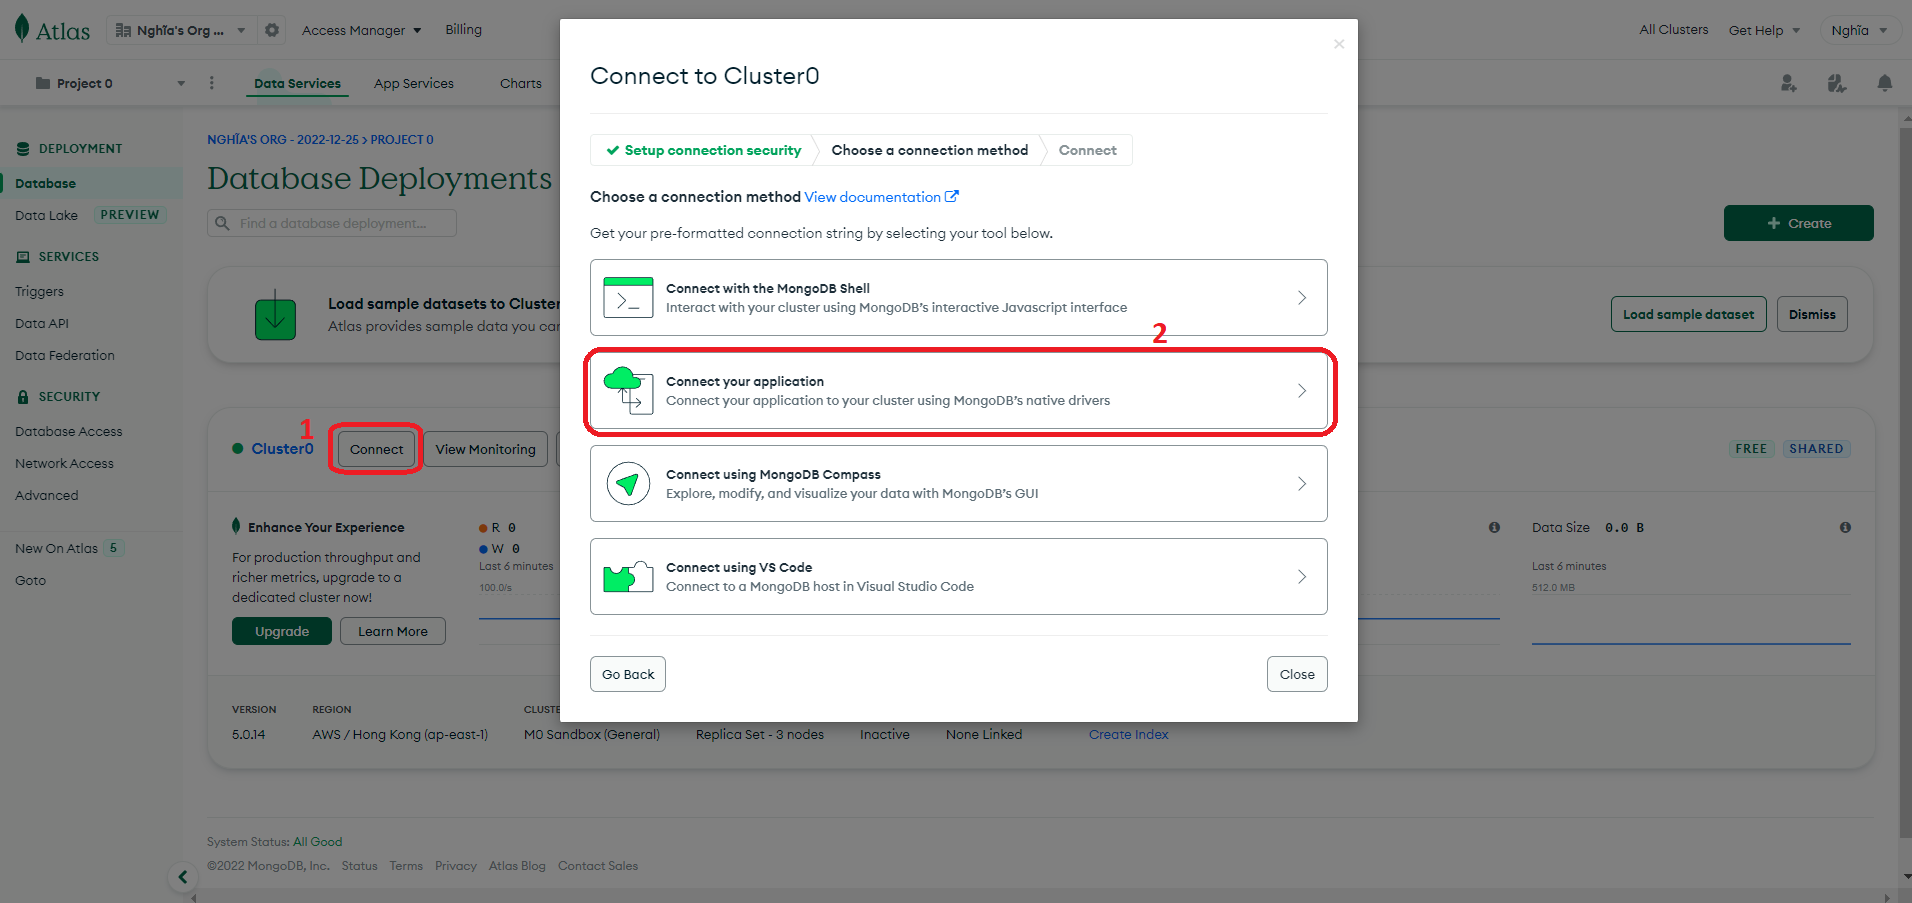 Atlas
Nghĩa's Org ...
Access Manager
Billing
All Clusters
Get Help
Nghĩa
Project 0
Data Services
App Services
Charts
DEPLOYMENT
Database
Data Lake PREVIEW
SERVICES
Triggers
Data API
Data Federation
SECURITY
Database Access
Network Access
Advanced
New On Atlas 5
Goto
NGHĨA'S ORG - 2022-12-25 > PROJECT 0
Database Deployments
Find a database deployment...
+ Create
Load sample datasets to Cluster
Atlas provides sample data you can
Load sample dataset
Dismiss
1
Cluster0
Connect
View Monitoring
FREE
SHARED
Enhance Your Experience
For production throughput and
richer metrics, upgrade to a
dedicated cluster now!
Upgrade
Learn More
R 0
W 0
Last 6 minutes
100.0/s
Data Size 0.0 B
Last 6 minutes
512.0 MB
VERSION
REGION
CLUSTE
5.0.14
AWS / Hong Kong (ap-east-1)
M0 Sandbox (General)
Replica Set - 3 nodes
Inactive
None Linked
Create Index
Connect to Cluster0
×
Setup connection security
Choose a connection method
Connect
Choose a connection method View documentation
Get your pre-formatted connection string by selecting your tool below.
Connect with the MongoDB Shell
Interact with your cluster using MongoDB's interactive Javascript interface
2
Connect your application
Connect your application to your cluster using MongoDB's native drivers
Connect using MongoDB Compass
Explore, modify, and visualize your data with MongoDB's GUI
Connect using VS Code
Connect to a MongoDB host in Visual Studio Code
Go Back
Close
System Status: All Good
©2022 MongoDB, Inc. Status Terms Privacy Atlas Blog Contact Sales